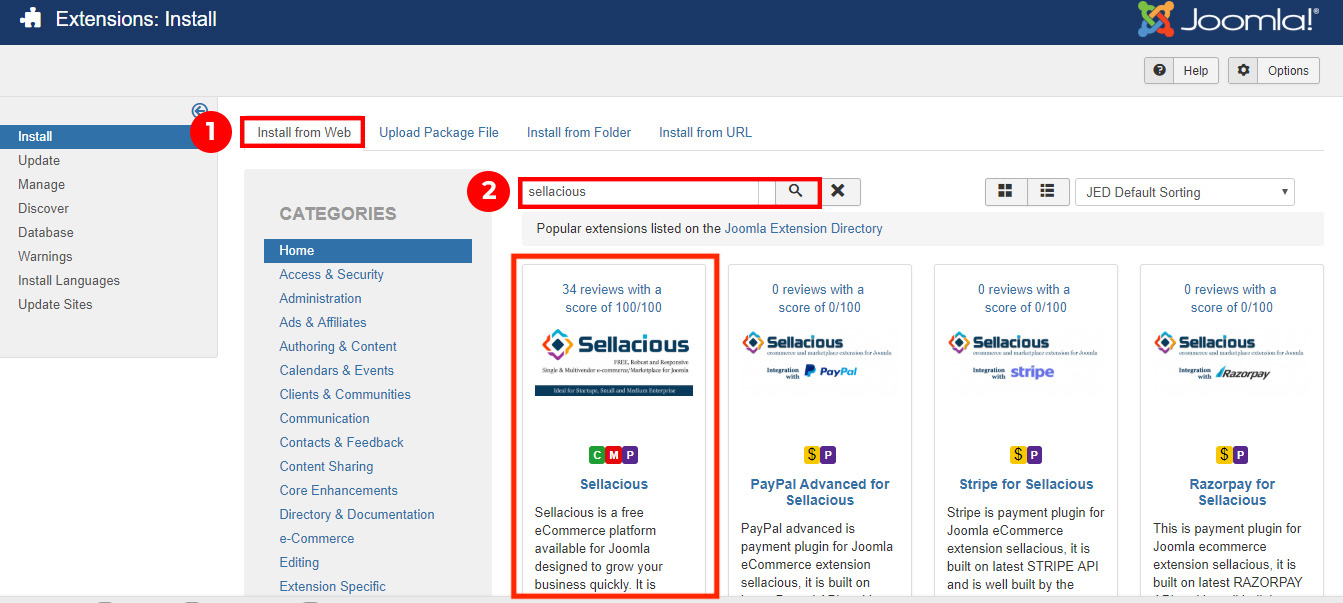 Extensions: Install
Joomla!®
Help
Options
Install
Update
Manage
Discover
Database
Warnings
Install Languages
Update Sites
1
Install from Web
Upload Package File
Install from Folder
Install from URL
CATEGORIES
Home
Access & Security
Administration
Ads & Affiliates
Authoring & Content
Calendars & Events
Clients & Communities
Communication
Contacts & Feedback
Content Sharing
Core Enhancements
Directory & Documentation
e-Commerce
Editing
Extension Specific
2
sellacious
JED Default Sorting
Popular extensions listed on the Joomla Extension Directory
34 reviews with a
score of 100/100
Sellacious
FREE, Robust and Responsive
Single & Multivendor e-commerce/Marketplace for Joomla
Ideal for Startups, Small and Medium Enterprise
C M P
Sellacious
Sellacious is a free
eCommerce platform
available for Joomla
designed to grow your
business quickly. It is
0 reviews with a
score of 0/100
Sellacious
ecommerce and marketplace extension for Joomla
Integration
with
PayPal
$ P
PayPal Advanced for
Sellacious
PayPal advanced is
payment plugin for Joomla
eCommerce extension
sellacious, it is built on
0 reviews with a
score of 0/100
Sellacious
ecommerce and marketplace extension for Joomla
Integration
with
stripe
$ P
Stripe for Sellacious
Stripe is payment plugin for
Joomla eCommerce
extension sellacious, it is
built on latest STRIPE API
and is well built by the
0 reviews with a
score of 0/100
Sellacious
ecommerce and marketplace extension for Joomla
Integration
with
Razorpay
$ P
Razorpay for
Sellacious
This is payment plugin for
Joomla ecommerce
extension sellacious, it is
built on latest RAZORPAY